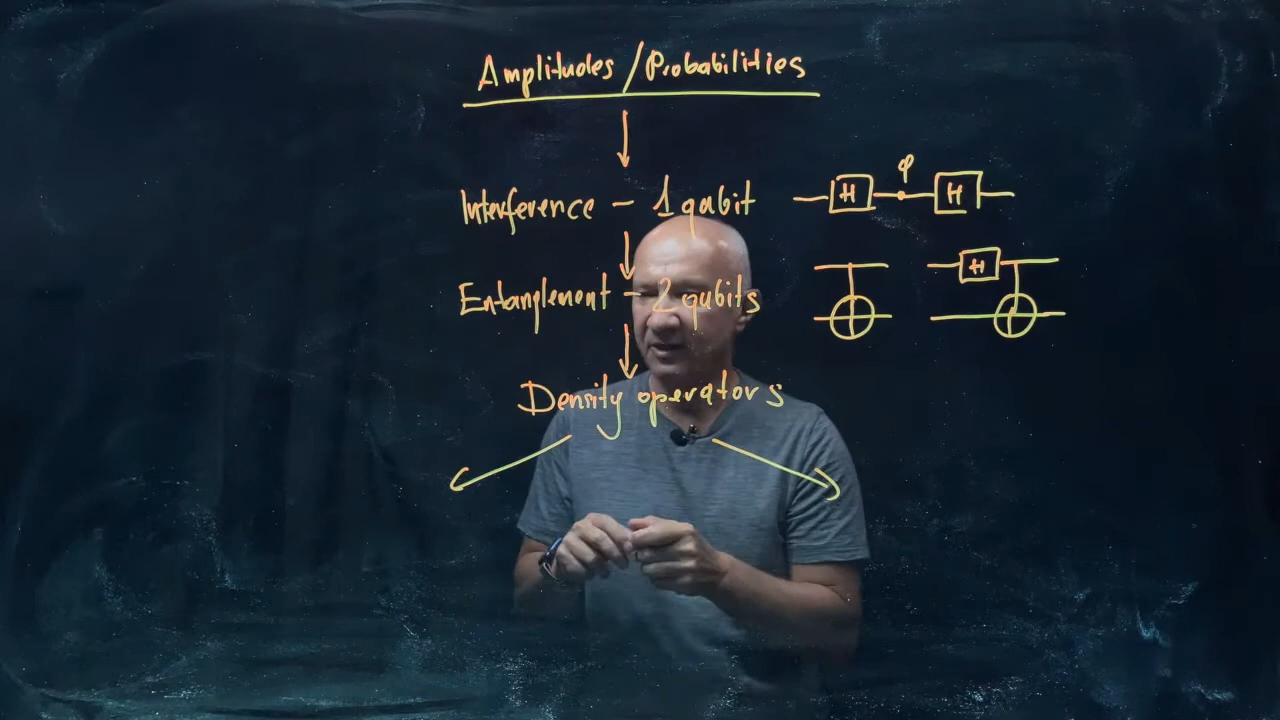 Amplitudes / Probabilities
Interference - 1 qubit H φ H
Entanglement - 2 qubits H
Density operators